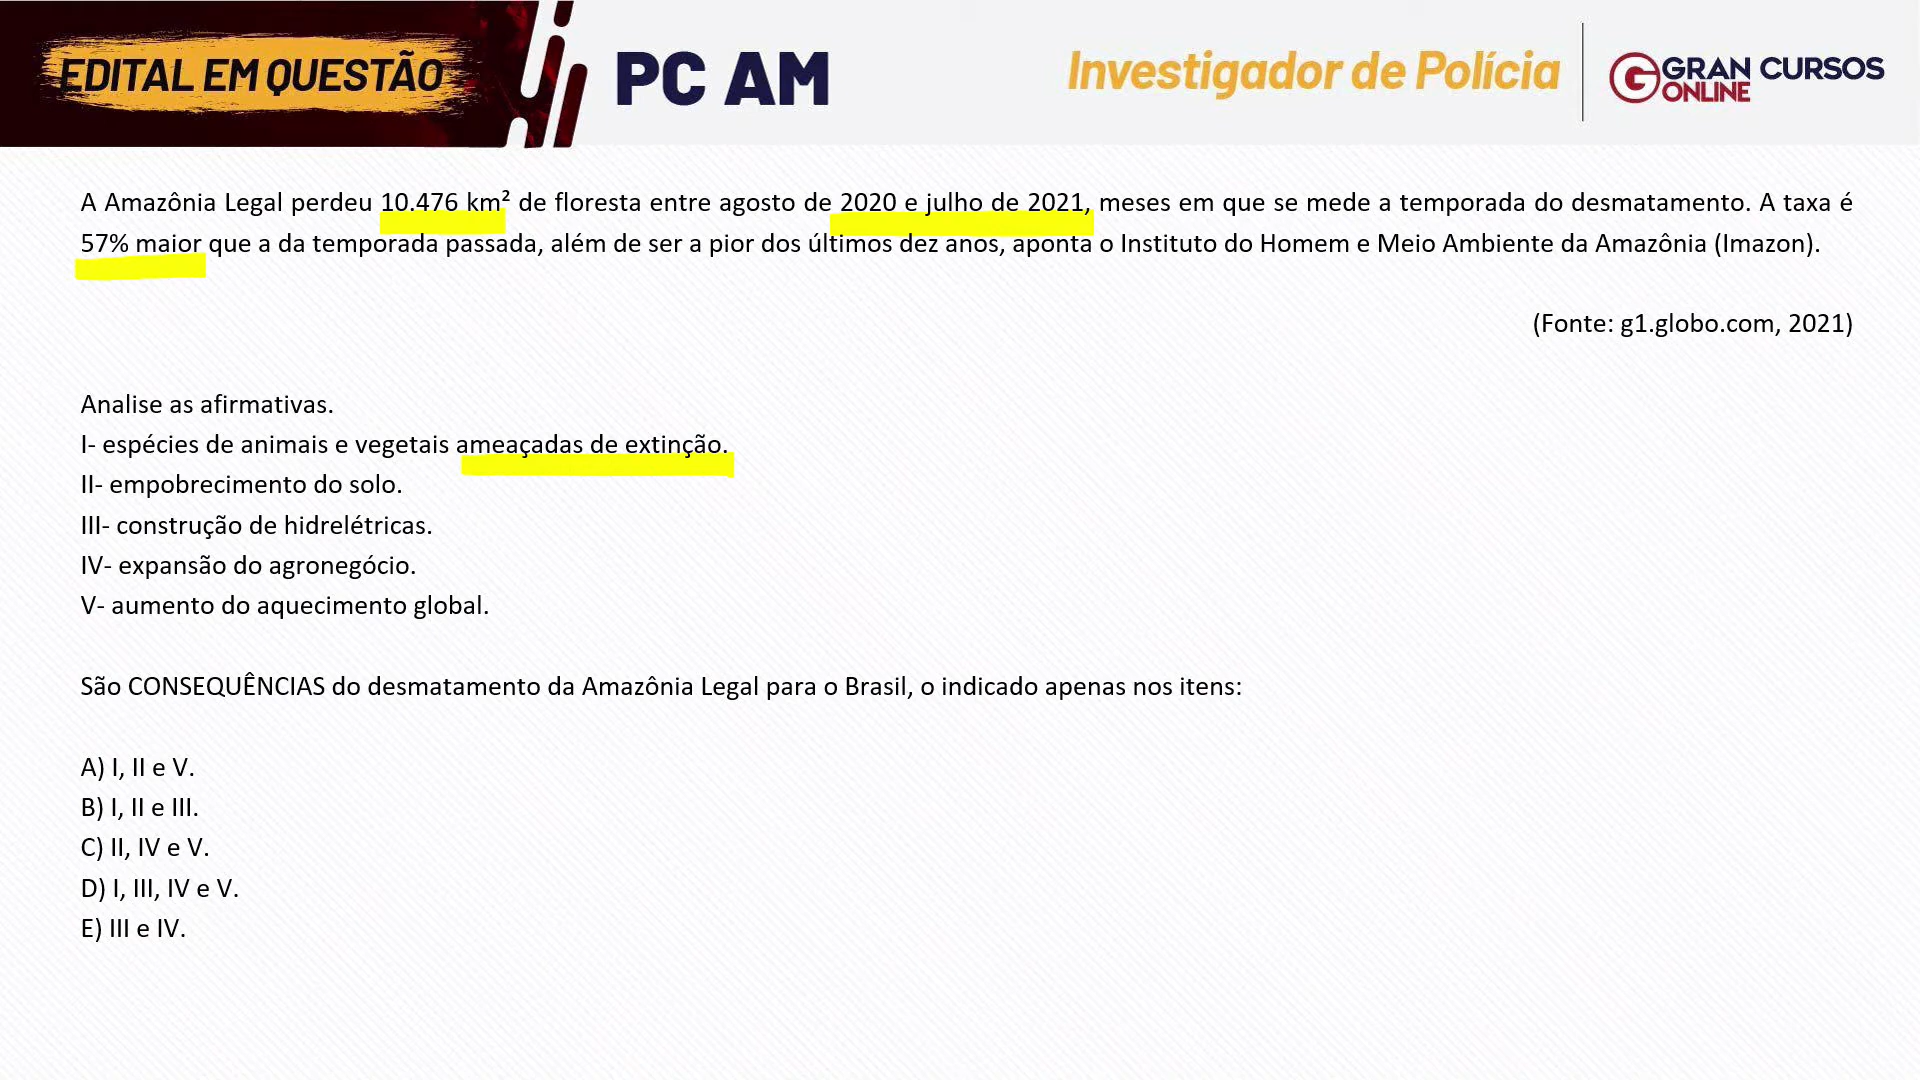 EDITAL EM QUESTÃO
PC AM
Investigador de Polícia
GRAN CURSOS
ONLINE
A Amazônia Legal perdeu 10.476 km² de floresta entre agosto de 2020 e julho de 2021, meses em que se mede a temporada do desmatamento. A taxa é
57% maior que a da temporada passada, além de ser a pior dos últimos dez anos, aponta o Instituto do Homem e Meio Ambiente da Amazônia (Imazon).
(Fonte: g1.globo.com, 2021)
Analise as afirmativas.
I- espécies de animais e vegetais ameaçadas de extinção.
II- empobrecimento do solo.
III- construção de hidrelétricas.
IV- expansão do agronegócio.
V- aumento do aquecimento global.
São CONSEQUÊNCIAS do desmatamento da Amazônia Legal para o Brasil, o indicado apenas nos itens:
A) I, II e V.
B) I, II e III.
C) II, IV e V.
D) I, III, IV e V.
E) III e IV.